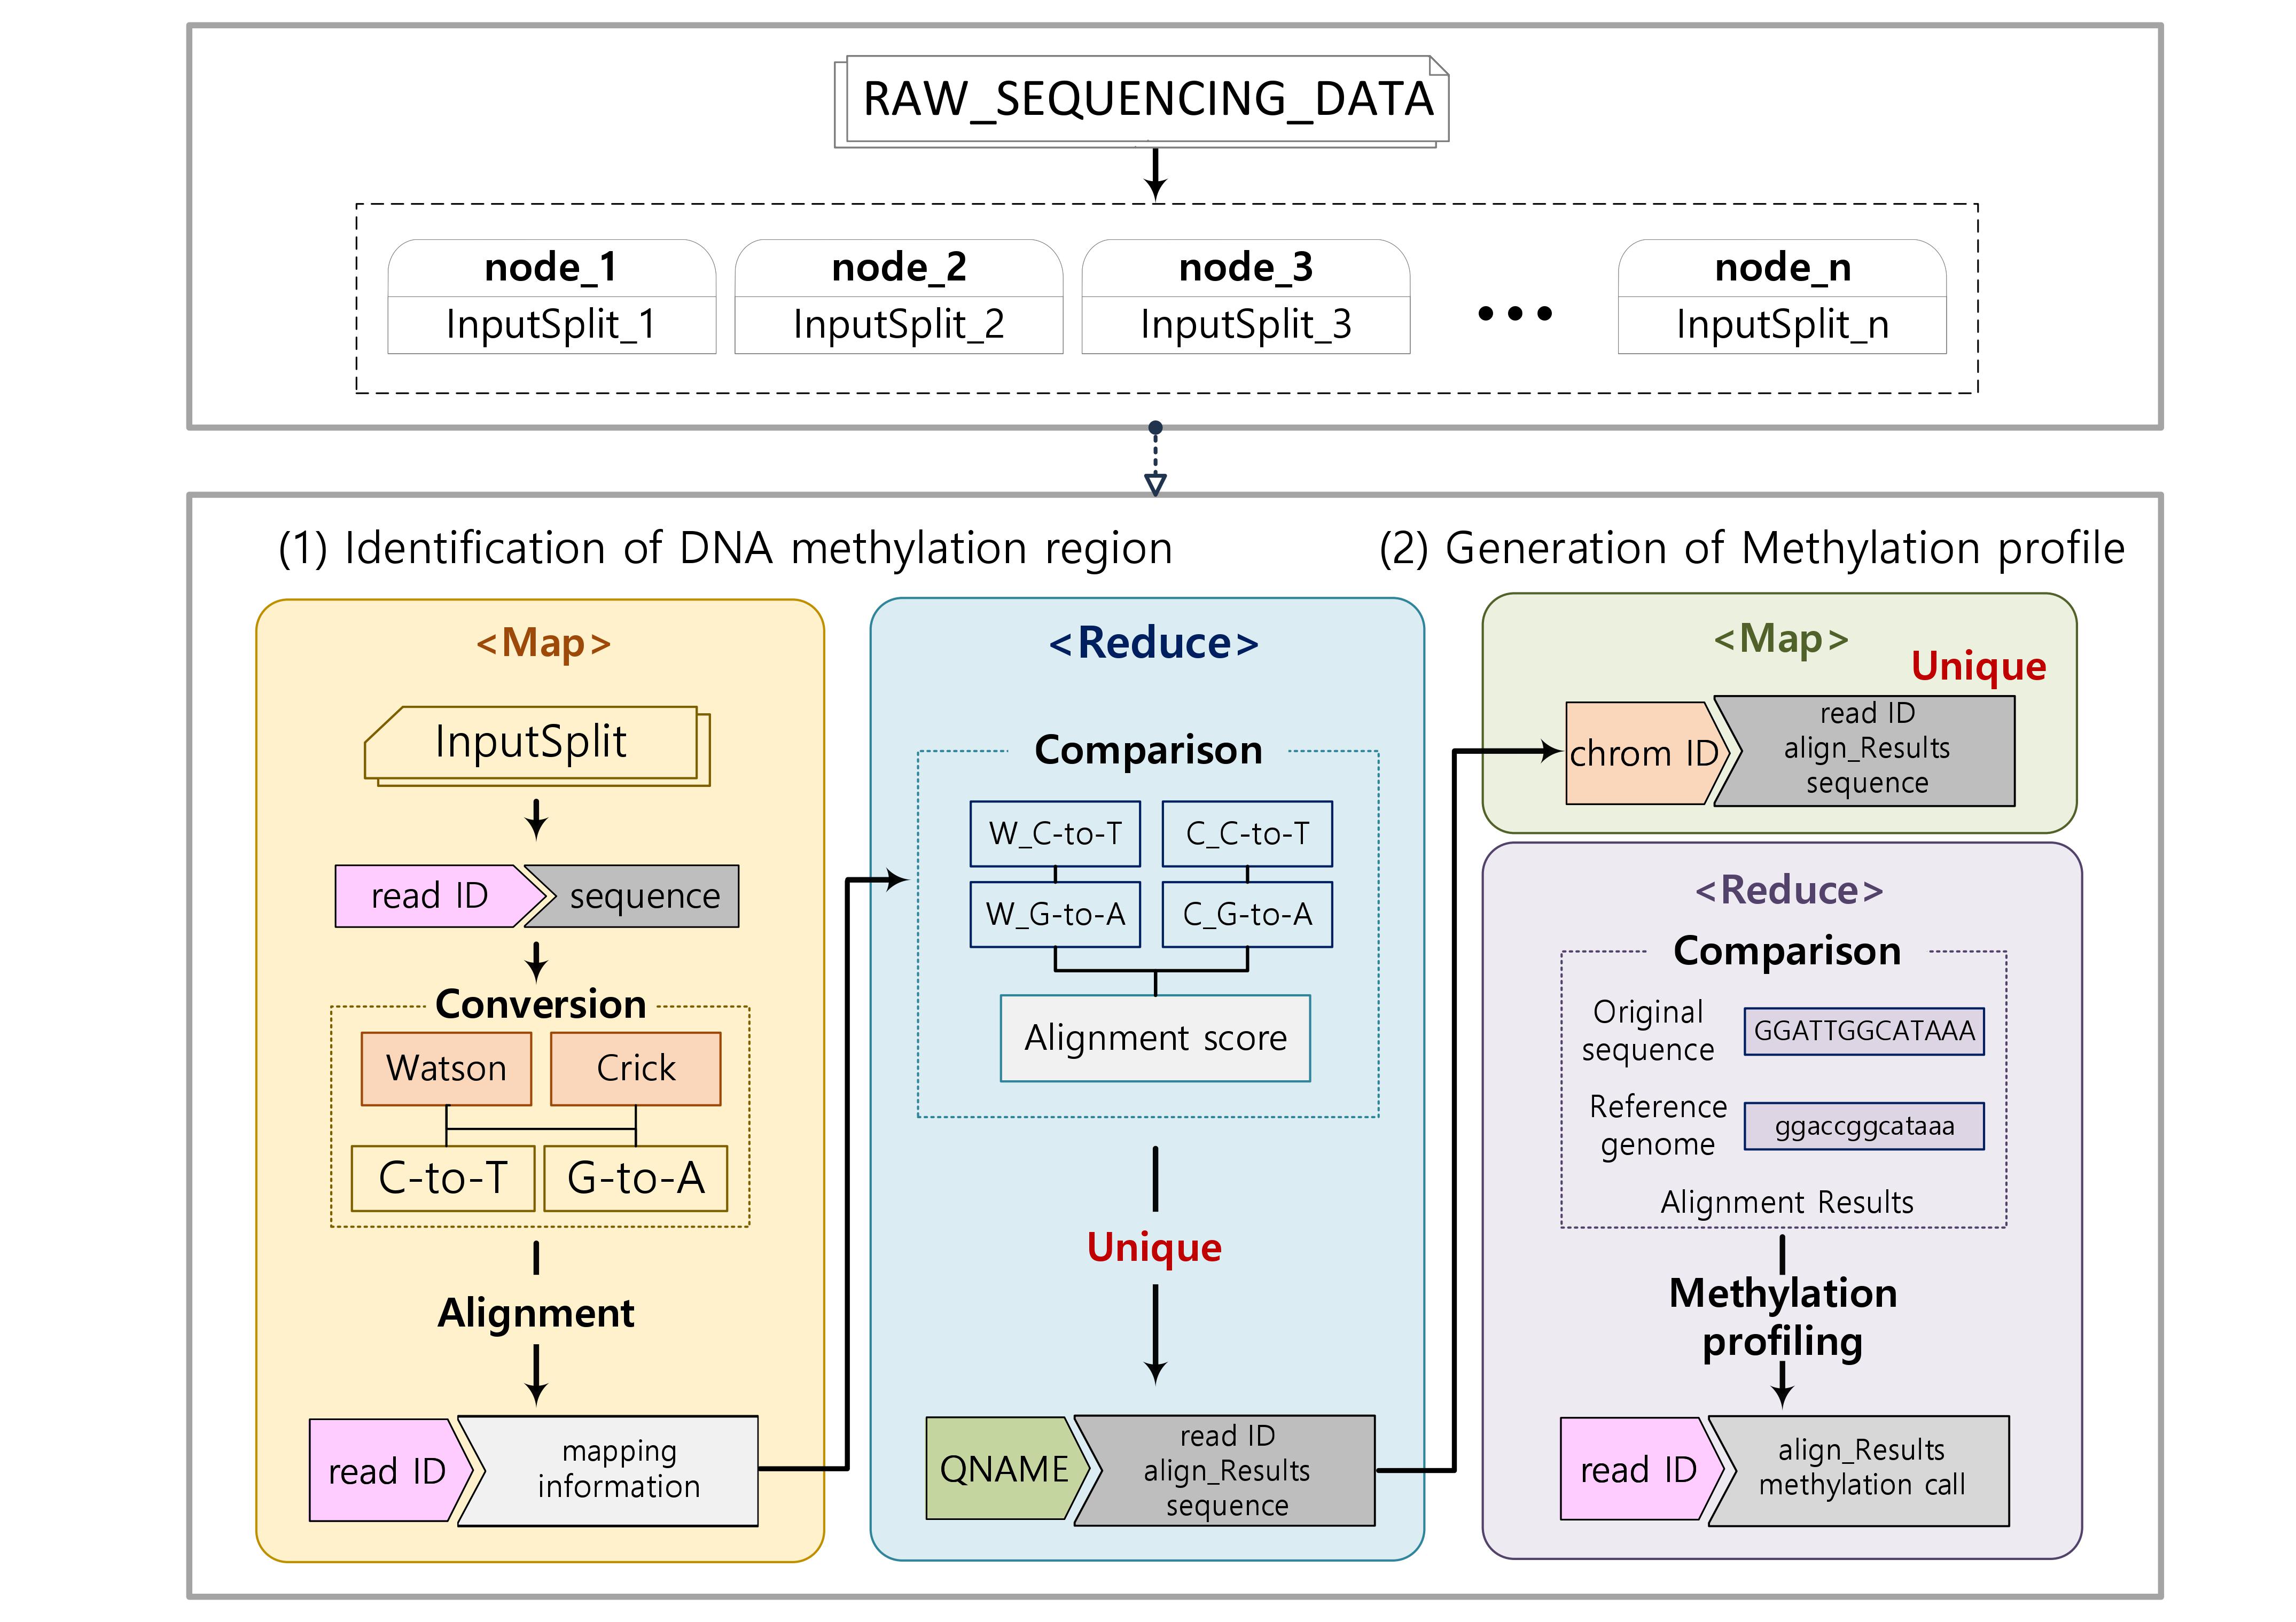 RAW_SEQUENCING_DATA
node_1
InputSplit_1
node_2
InputSplit_2
node_3
InputSplit_3
•••
node_n
InputSplit_n
(1) Identification of DNA methylation region
<Map>
InputSplit
read ID
sequence
Conversion
Watson
Crick
C-to-T
G-to-A
Alignment
read ID
mapping
information
<Reduce>
Comparison
W_C-to-T
C_C-to-T
W_G-to-A
C_G-to-A
Alignment score
Unique
QNAME
read ID
align_Results
sequence
(2) Generation of Methylation profile
<Map>
Unique
chrom ID
read ID
align_Results
sequence
<Reduce>
Comparison
Original
sequence
GGATTGGCATAAA
Reference
genome
ggaccggcataaa
Alignment Results
Methylation
profiling
read ID
align_Results
methylation call